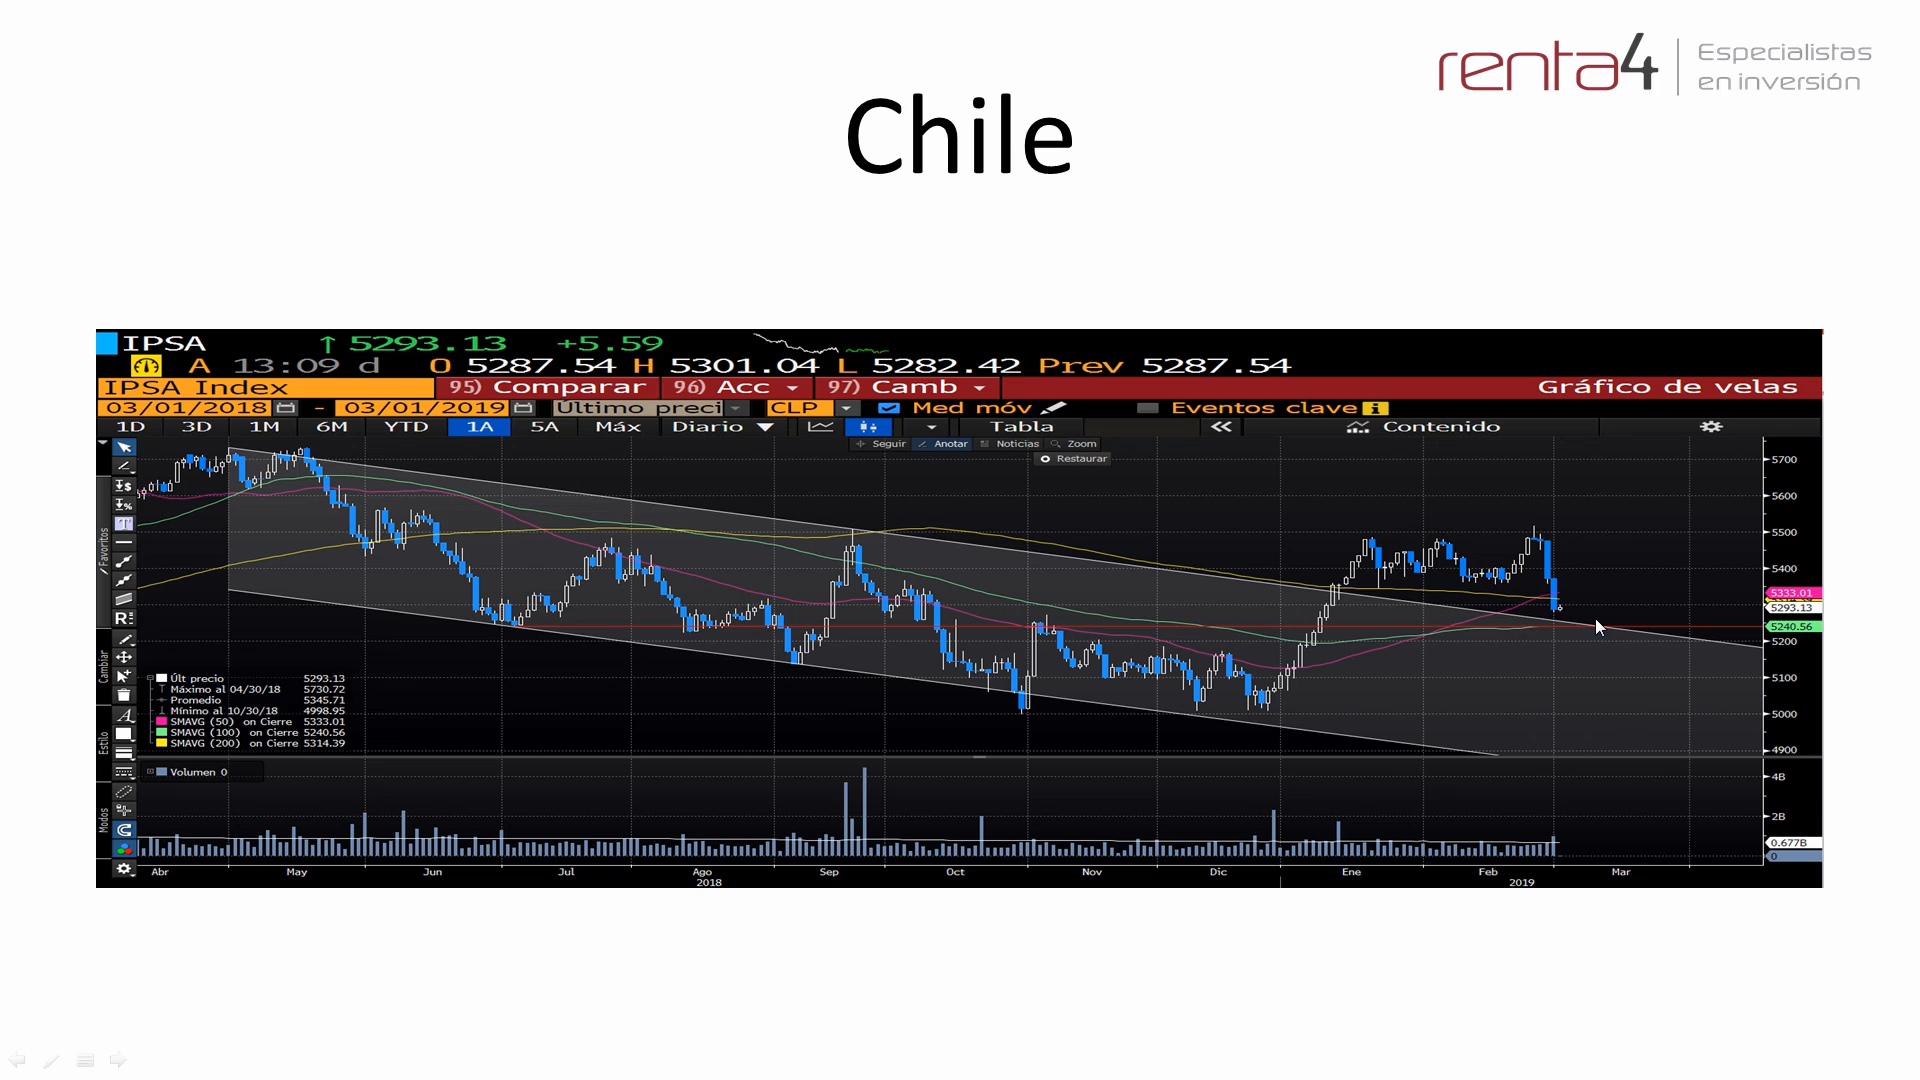 renta4 Especialistas
en inversión
Chile
IPSA ↑ 5293.13 +5.59
A 13:09 d O 5287.54 H 5301.04 L 5282.42 Prev 5287.54
IPSA Index 95) Comparar 96) Acc 97) Camb Gráfico de velas
03/01/2018 - 03/01/2019 Último preci CLP Med móv Eventos clave
1D 3D 1M 6M YTD 1A 5A Máx Diario Tabla Contenido
Seguir Anotar Noticias Zoom
Restaurar
5700
5600
5500
5400
5333.01
5293.13
5240.56
5200
5100
5000
4900
Favoritos
Cambiar
Estilo
Modos
Últ precio 5293.13
Máximo al 04/30/18 5730.72
Promedio 5345.71
Mínimo al 10/30/18 4998.95
SMAVG (50) on Cierre 5333.01
SMAVG (100) on Cierre 5240.56
SMAVG (200) on Cierre 5314.39
Volumen 0
4B
2B
0.677B
0
Abr May Jun Jul Ago Sep Oct Nov Dic Ene Feb Mar
2018 2019